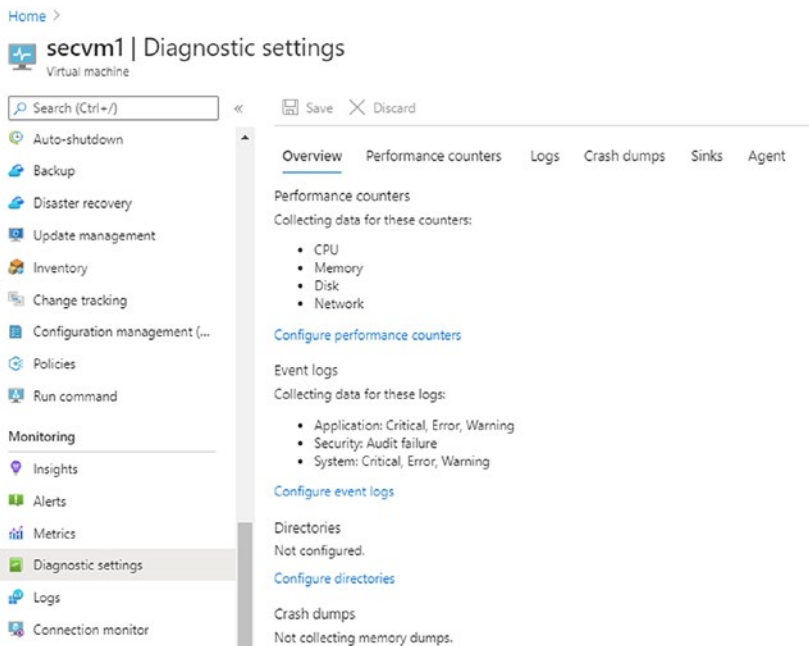 Home >
secvm1 | Diagnostic settings
Virtual machine
Search (Ctrl+/)
«
Auto-shutdown
Backup
Disaster recovery
Update management
Inventory
Change tracking
Configuration management (...
Policies
Run command
Monitoring
Insights
Alerts
Metrics
Diagnostic settings
Logs
Connection monitor
Save Discard
Overview Performance counters Logs Crash dumps Sinks Agent
Performance counters
Collecting data for these counters:
• CPU
• Memory
• Disk
• Network
Configure performance counters
Event logs
Collecting data for these logs:
• Application: Critical, Error, Warning
• Security: Audit failure
• System: Critical, Error, Warning
Configure event logs
Directories
Not configured.
Configure directories
Crash dumps
Not collecting memory dumps.